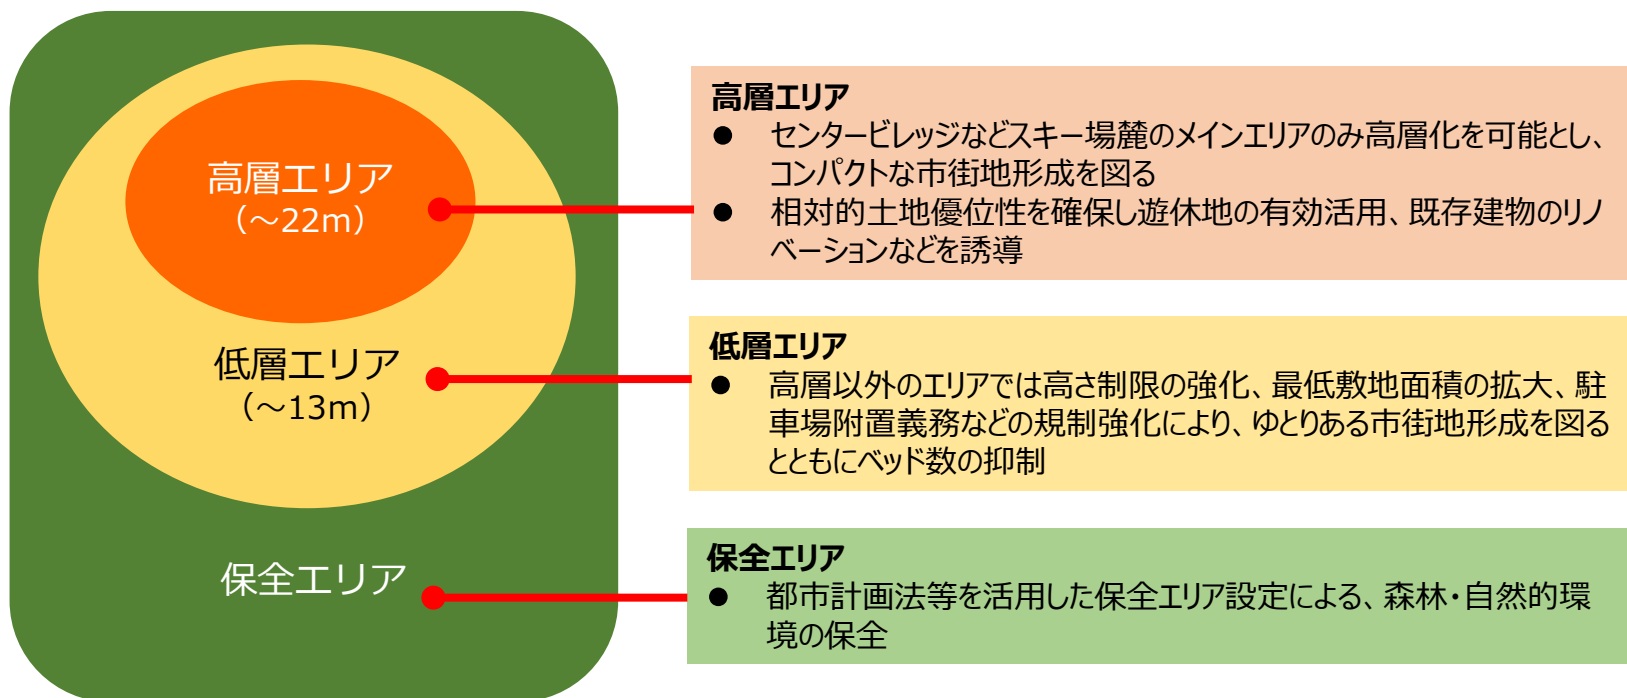 高層エリア
(～22m)
低層エリア
(～13m)
保全エリア
高層エリア
● センタービレッジなどスキー場麓のメインエリアのみ高層化を可能とし、
コンパクトな市街地形成を図る
● 相対的土地優位性を確保し遊休地の有効活用、既存建物のリノ
ベーションなどを誘導
低層エリア
● 高層以外のエリアでは高さ制限の強化、最低敷地面積の拡大、駐
車場附置義務などの規制強化により、ゆとりある市街地形成を図る
とともにベッド数の抑制
保全エリア
● 都市計画法等を活用した保全エリア設定による、森林・自然的環
境の保全